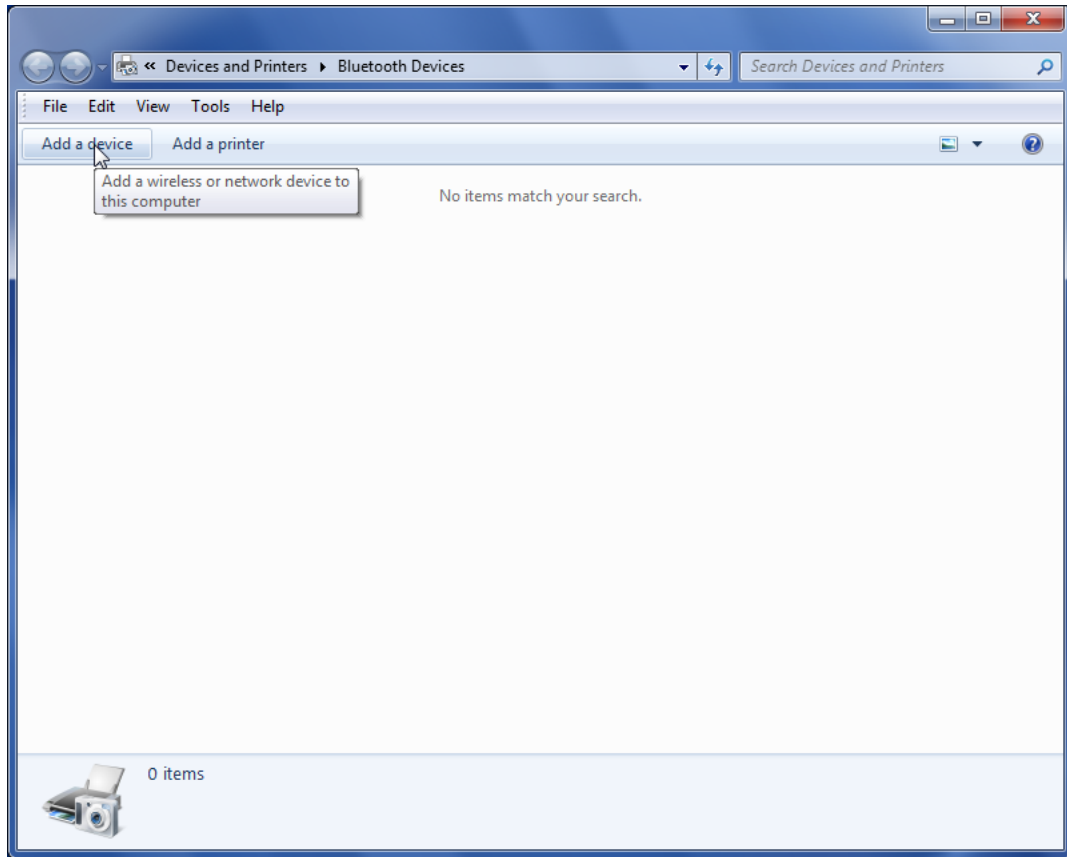 « Devices and Printers ▸ Bluetooth Devices
Search Devices and Printers
File Edit View Tools Help
Add a device Add a printer
Add a wireless or network device to
this computer
No items match your search.
0 items